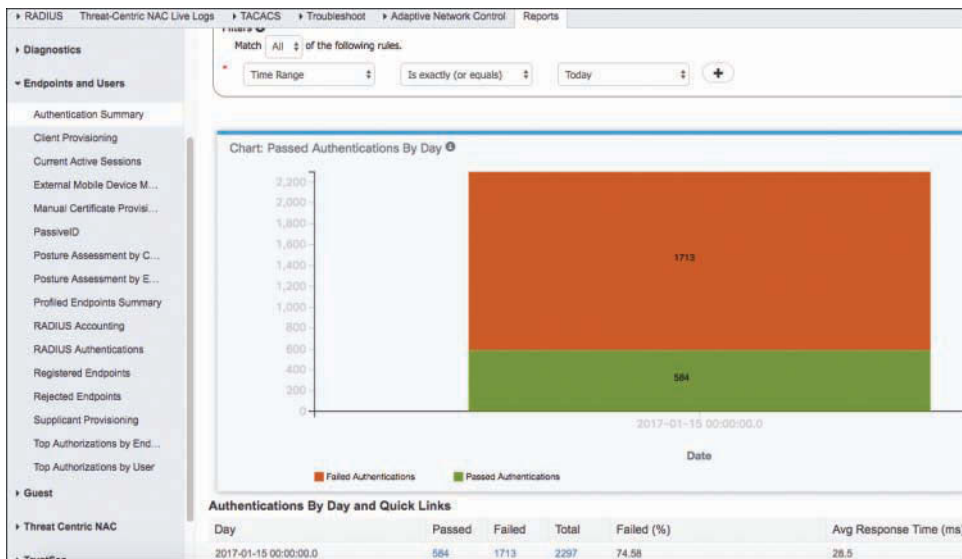 RADIUS Threat-Centric NAC Live Logs TACACS Troubleshoot Adaptive Network Control Reports
Diagnostics
Endpoints and Users
Authentication Summary
Client Provisioning
Current Active Sessions
External Mobile Device M...
Manual Certificate Provisi...
PassiveID
Posture Assessment by C...
Posture Assessment by E...
Profiled Endpoints Summary
RADIUS Accounting
RADIUS Authentications
Registered Endpoints
Rejected Endpoints
Supplicant Provisioning
Top Authorizations by End...
Top Authorizations by User
Guest
Threat Centric NAC
Filters
Match All of the following rules.
* Time Range Is exactly (or equals) Today +
Chart: Passed Authentications By Day
2,200
2,000
1,800
1,600
1,400
1,200
1,000
800
600
400
200
0
1713
584
2017-01-15 00:00:00.0
Date
Failed Authentications Passed Authentications
Authentications By Day and Quick Links
Day Passed Failed Total Failed (%) Avg Response Time (ms)
2017-01-15 00:00:00.0 584 1713 2297 74.58 28.5